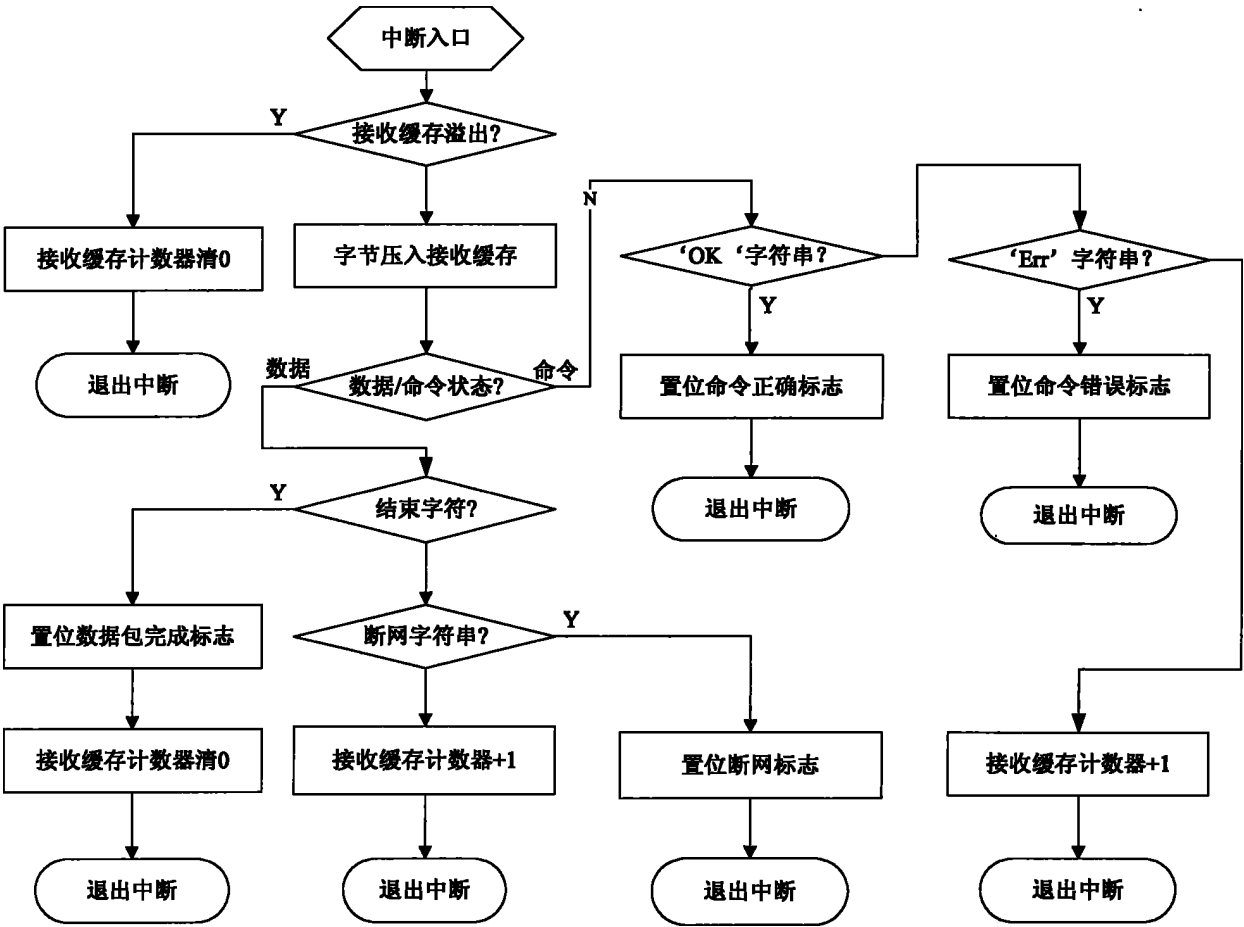 中断入口
Y
接收缓存溢出?
接收缓存计数器清0
退出中断
字节压入接收缓存
数据
数据/命令状态?
命令
N
‘OK‘字符串?
Y
置位命令正确标志
退出中断
‘Err’字符串?
Y
置位命令错误标志
退出中断
Y
结束字符?
置位数据包完成标志
接收缓存计数器清0
退出中断
断网字符串?
Y
接收缓存计数器+1
退出中断
置位断网标志
退出中断
接收缓存计数器+1
退出中断